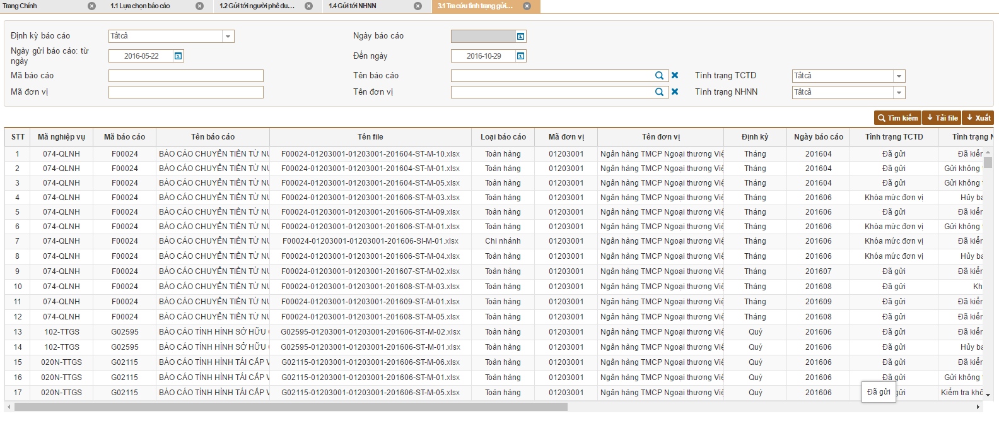 Trang Chính 1.1 Lựa chọn báo cáo 1.2 Gửi tới người phê du... 1.4 Gửi tới NHNN 3.1 Tra cứu tình trạng gửi...
Định kỳ báo cáo Tất cả Ngày báo cáo
Ngày gửi báo cáo: từ ngày 2016-05-22 Đến ngày 2016-10-29
Mã báo cáo Tên báo cáo Tình trạng TCTD Tất cả
Mã đơn vị Tên đơn vị Tình trạng NHNN Tất cả
Tìm kiếm Tải file Xuất
STT Mã nghiệp vụ Mã báo cáo Tên báo cáo Tên file Loại báo cáo Mã đơn vị Tên đơn vị Định kỳ Ngày báo cáo Tình trạng TCTD Tình trạng N
1 074-QLNH F00024 BÁO CÁO CHUYỂN TIỀN TỪ NƯ F00024-01203001-01203001-201604-ST-M-10.xlsx Toàn hàng 01203001 Ngân hàng TMCP Ngoại thương Việ Tháng 201604 Đã gửi Đã kiểm
2 074-QLNH F00024 BÁO CÁO CHUYỂN TIỀN TỪ NƯ F00024-01203001-01203001-201604-ST-M-01.xlsx Toàn hàng 01203001 Ngân hàng TMCP Ngoại thương Việ Tháng 201604 Đã gửi Gửi không
3 074-QLNH F00024 BÁO CÁO CHUYỂN TIỀN TỪ NƯ F00024-01203001-01203001-201604-ST-M-05.xlsx Toàn hàng 01203001 Ngân hàng TMCP Ngoại thương Việ Tháng 201604 Đã gửi Gửi không
4 074-QLNH F00024 BÁO CÁO CHUYỂN TIỀN TỪ NƯ F00024-01203001-01203001-201606-ST-M-03.xlsx Toàn hàng 01203001 Ngân hàng TMCP Ngoại thương Việ Tháng 201606 Khóa mức đơn vị Hủy ba
5 074-QLNH F00024 BÁO CÁO CHUYỂN TIỀN TỪ NƯ F00024-01203001-01203001-201606-ST-M-09.xlsx Toàn hàng 01203001 Ngân hàng TMCP Ngoại thương Việ Tháng 201606 Đã gửi Đã kiểm
6 074-QLNH F00024 BÁO CÁO CHUYỂN TIỀN TỪ NƯ F00024-01203001-01203001-201606-ST-M-01.xlsx Toàn hàng 01203001 Ngân hàng TMCP Ngoại thương Việ Tháng 201606 Khóa mức đơn vị Gửi không
7 074-QLNH F00024 BÁO CÁO CHUYỂN TIỀN TỪ NƯ F00024-01203001-01203001-201606-SI-M-01.xlsx Chi nhánh 01203001 Ngân hàng TMCP Ngoại thương Việ Tháng 201606 Khóa mức đơn vị Đã kiểm
8 074-QLNH F00024 BÁO CÁO CHUYỂN TIỀN TỪ NƯ F00024-01203001-01203001-201606-ST-M-04.xlsx Toàn hàng 01203001 Ngân hàng TMCP Ngoại thương Việ Tháng 201606 Khóa mức đơn vị Hủy ba
9 074-QLNH F00024 BÁO CÁO CHUYỂN TIỀN TỪ NƯ F00024-01203001-01203001-201607-ST-M-02.xlsx Toàn hàng 01203001 Ngân hàng TMCP Ngoại thương Việ Tháng 201607 Đã gửi Đã kiểm
10 074-QLNH F00024 BÁO CÁO CHUYỂN TIỀN TỪ NƯ F00024-01203001-01203001-201608-ST-M-03.xlsx Toàn hàng 01203001 Ngân hàng TMCP Ngoại thương Việ Tháng 201608 Đã gửi Kh
11 074-QLNH F00024 BÁO CÁO CHUYỂN TIỀN TỪ NƯ F00024-01203001-01203001-201609-ST-M-01.xlsx Toàn hàng 01203001 Ngân hàng TMCP Ngoại thương Việ Tháng 201609 Đã gửi Đã kiểm
12 074-QLNH F00024 BÁO CÁO CHUYỂN TIỀN TỪ NƯ F00024-01203001-01203001-201608-ST-M-05.xlsx Toàn hàng 01203001 Ngân hàng TMCP Ngoại thương Việ Tháng 201608 Đã gửi Đã kiểm
13 102-TTGS G02595 BÁO CÁO TÌNH HÌNH SỞ HỮU G02595-01203001-01203001-201606-ST-M-02.xlsx Toàn hàng 01203001 Ngân hàng TMCP Ngoại thương Việ Quý 201606 Đã gửi Đã kiểm
14 102-TTGS G02595 BÁO CÁO TÌNH HÌNH SỞ HỮU G02595-01203001-01203001-201606-ST-M-01.xlsx Toàn hàng 01203001 Ngân hàng TMCP Ngoại thương Việ Quý 201606 Đã gửi Hủy ba
15 020N-TTGS G02115 BÁO CÁO TÌNH HÌNH TÁI CẤP V G02115-01203001-01203001-201606-ST-M-06.xlsx Toàn hàng 01203001 Ngân hàng TMCP Ngoại thương Việ Quý 201606 Đã gửi Đã kiểm
16 020N-TTGS G02115 BÁO CÁO TÌNH HÌNH TÁI CẤP V G02115-01203001-01203001-201606-ST-M-01.xlsx Toàn hàng 01203001 Ngân hàng TMCP Ngoại thương Việ Quý 201606 Đã gửi Gửi không
17 020N-TTGS G02115 BÁO CÁO TÌNH HÌNH TÁI CẤP V G02115-01203001-01203001-201606-ST-M-05.xlsx Toàn hàng 01203001 Ngân hàng TMCP Ngoại thương Việ Quý 201606 gửi Kiểm tra khô
Đã gửi